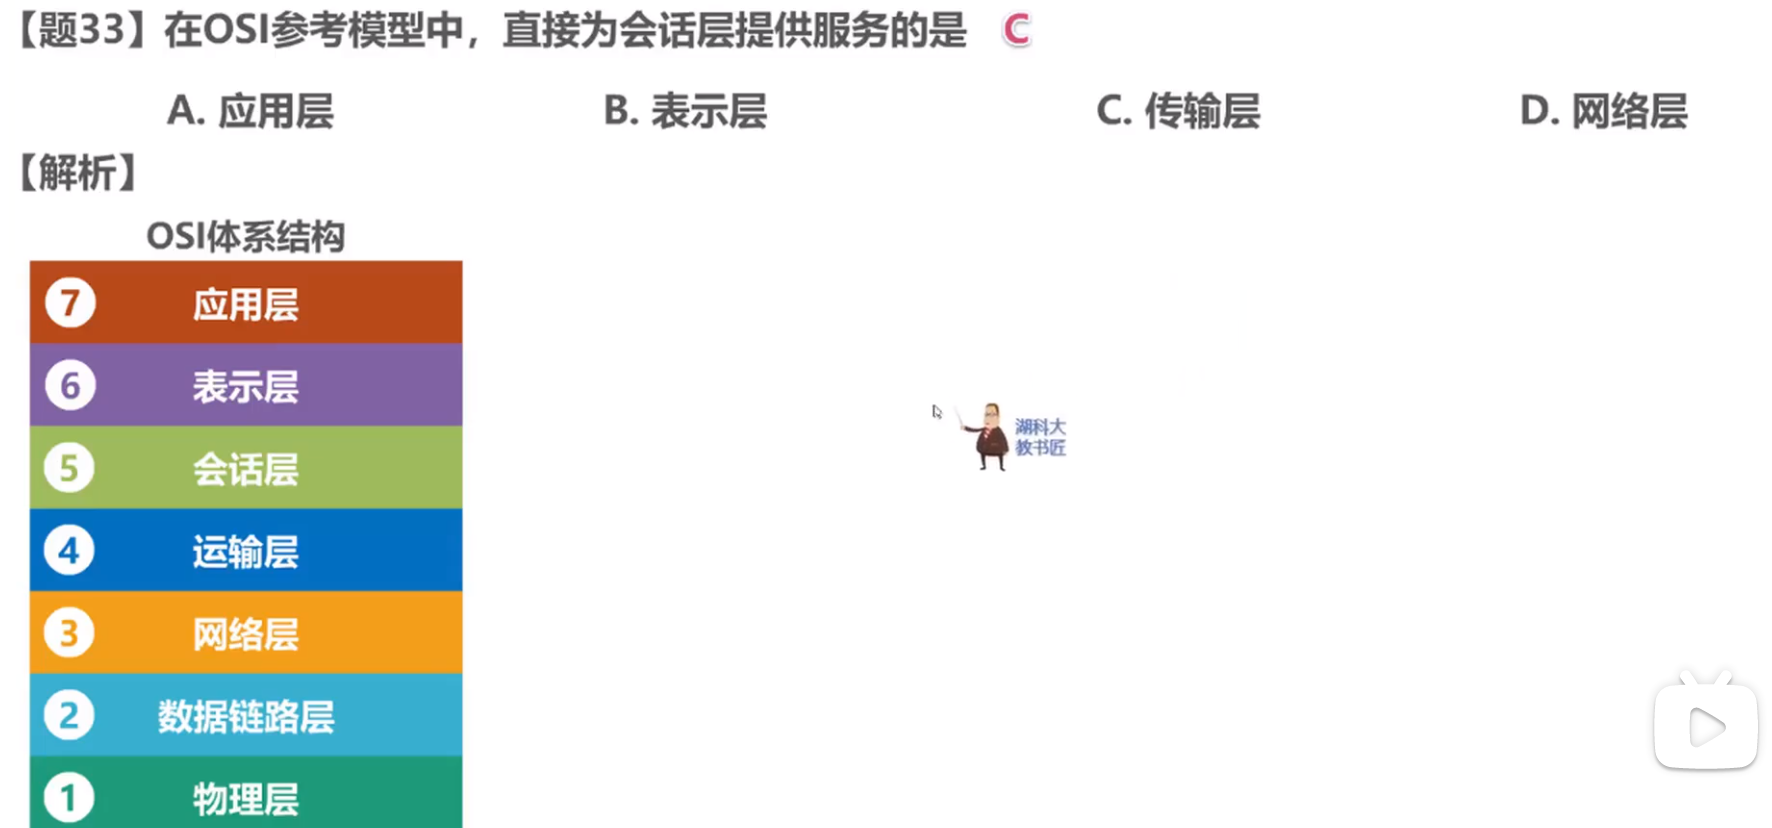 【题33】在OSI参考模型中，直接为会话层提供服务的是 C
A. 应用层 B. 表示层 C. 传输层 D. 网络层
【解析】
OSI体系结构
7 应用层
6 表示层
5 会话层
4 运输层
3 网络层
2 数据链路层
1 物理层
湖科大
教书匠